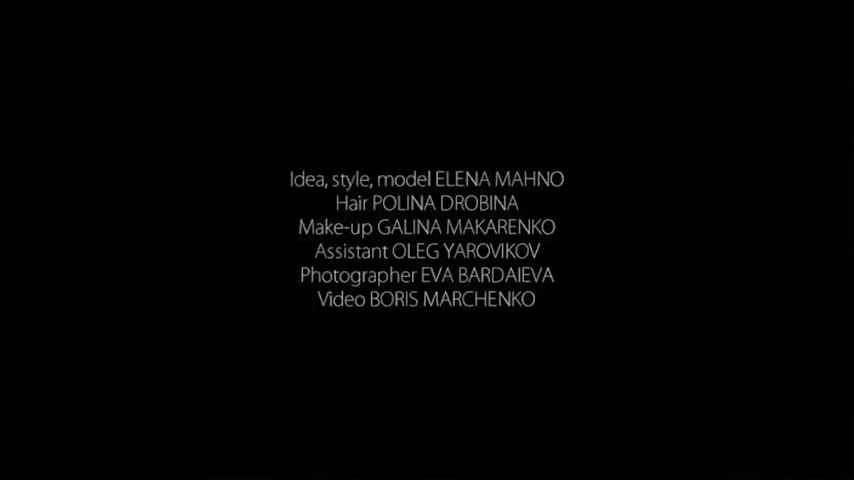 Idea, style, model ELENA MAHNO
Hair POLINA DROBINA
Make-up GALINA MAKARENKO
Assistant OLEG YAROVIKOV
Photographer EVA BARDAIEVA
Video BORIS MARCHENKO